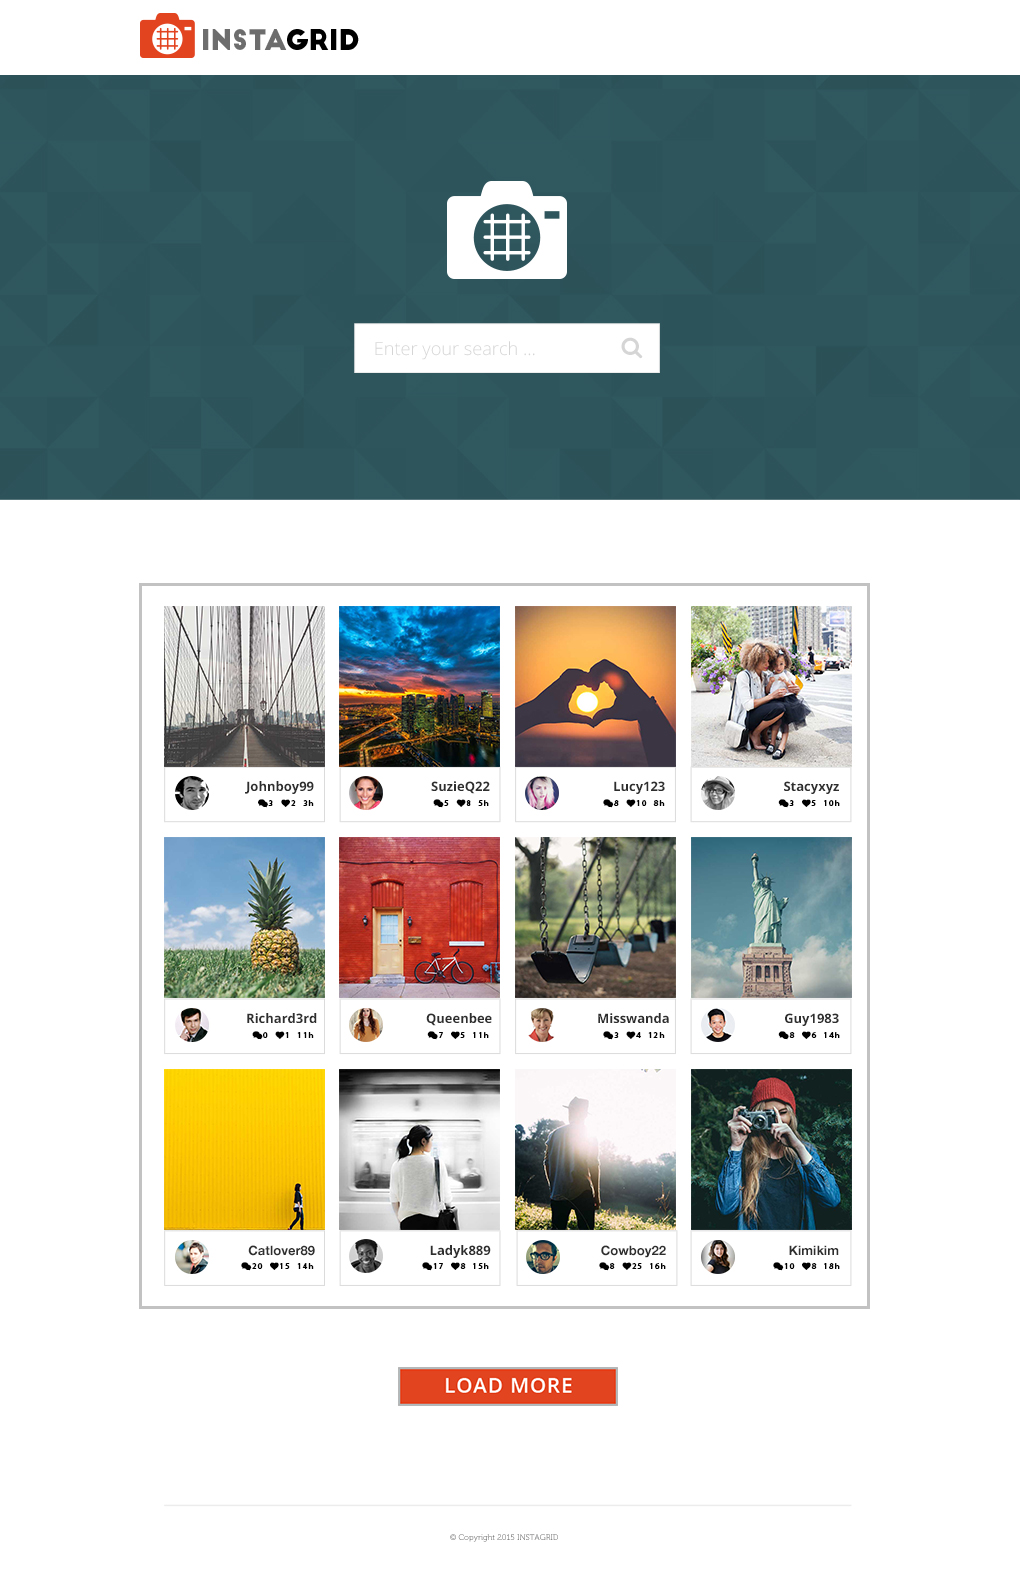 INSTAGRID
Enter your search ...
Johnboy99
3 2 3h
SuzieQ22
5 8 5h
Lucy123
8 10 8h
Stacyxyz
3 5 10h
Richard3rd
0 1 11h
Queenbee
7 5 11h
Misswanda
3 4 12h
Guy1983
8 6 14h
Catlover89
20 15 14h
Ladyk889
17 8 15h
Cowboy22
8 25 16h
Kimikim
10 8 18h
LOAD MORE
© Copyright 2015 INSTAGRID